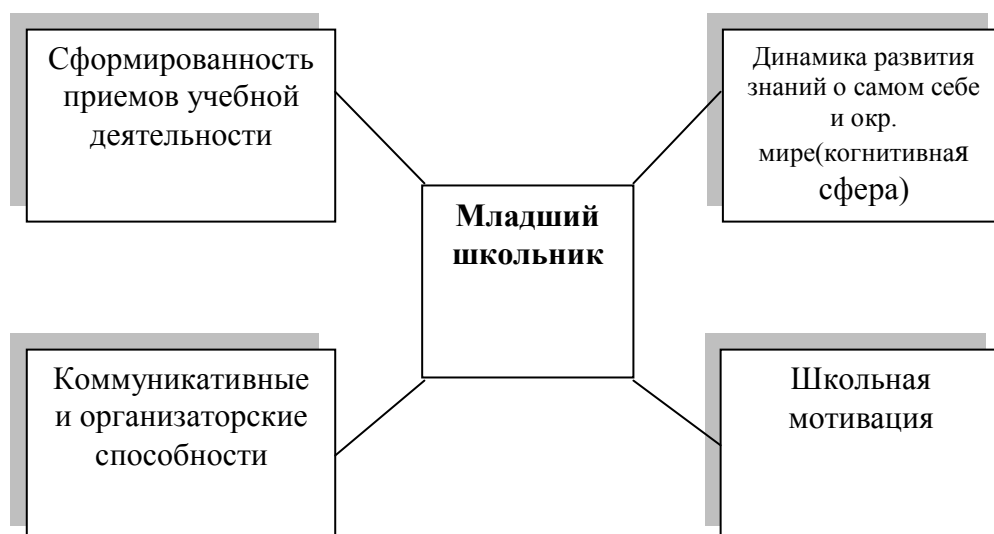 Сформированность
приемов учебной
деятельности
Динамика развития
знаний о самом себе
и окр.
мире(когнитивная
сфера)
Младший
школьник
Коммуникативные
и организаторские
способности
Школьная
мотивация